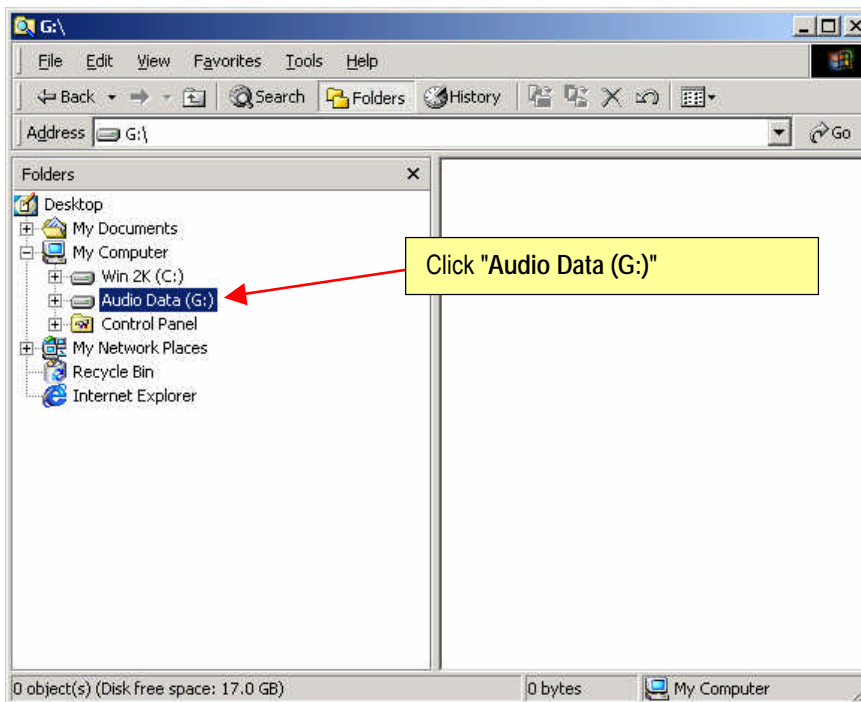 G:\
File Edit View Favorites Tools Help
Back Search Folders History
Address G:\ Go
Folders
Desktop
My Documents
My Computer
Win 2K (C:)
Audio Data (G:)
Control Panel
My Network Places
Recycle Bin
Internet Explorer
Click "Audio Data (G:)"
0 object(s) (Disk free space: 17.0 GB) 0 bytes My Computer